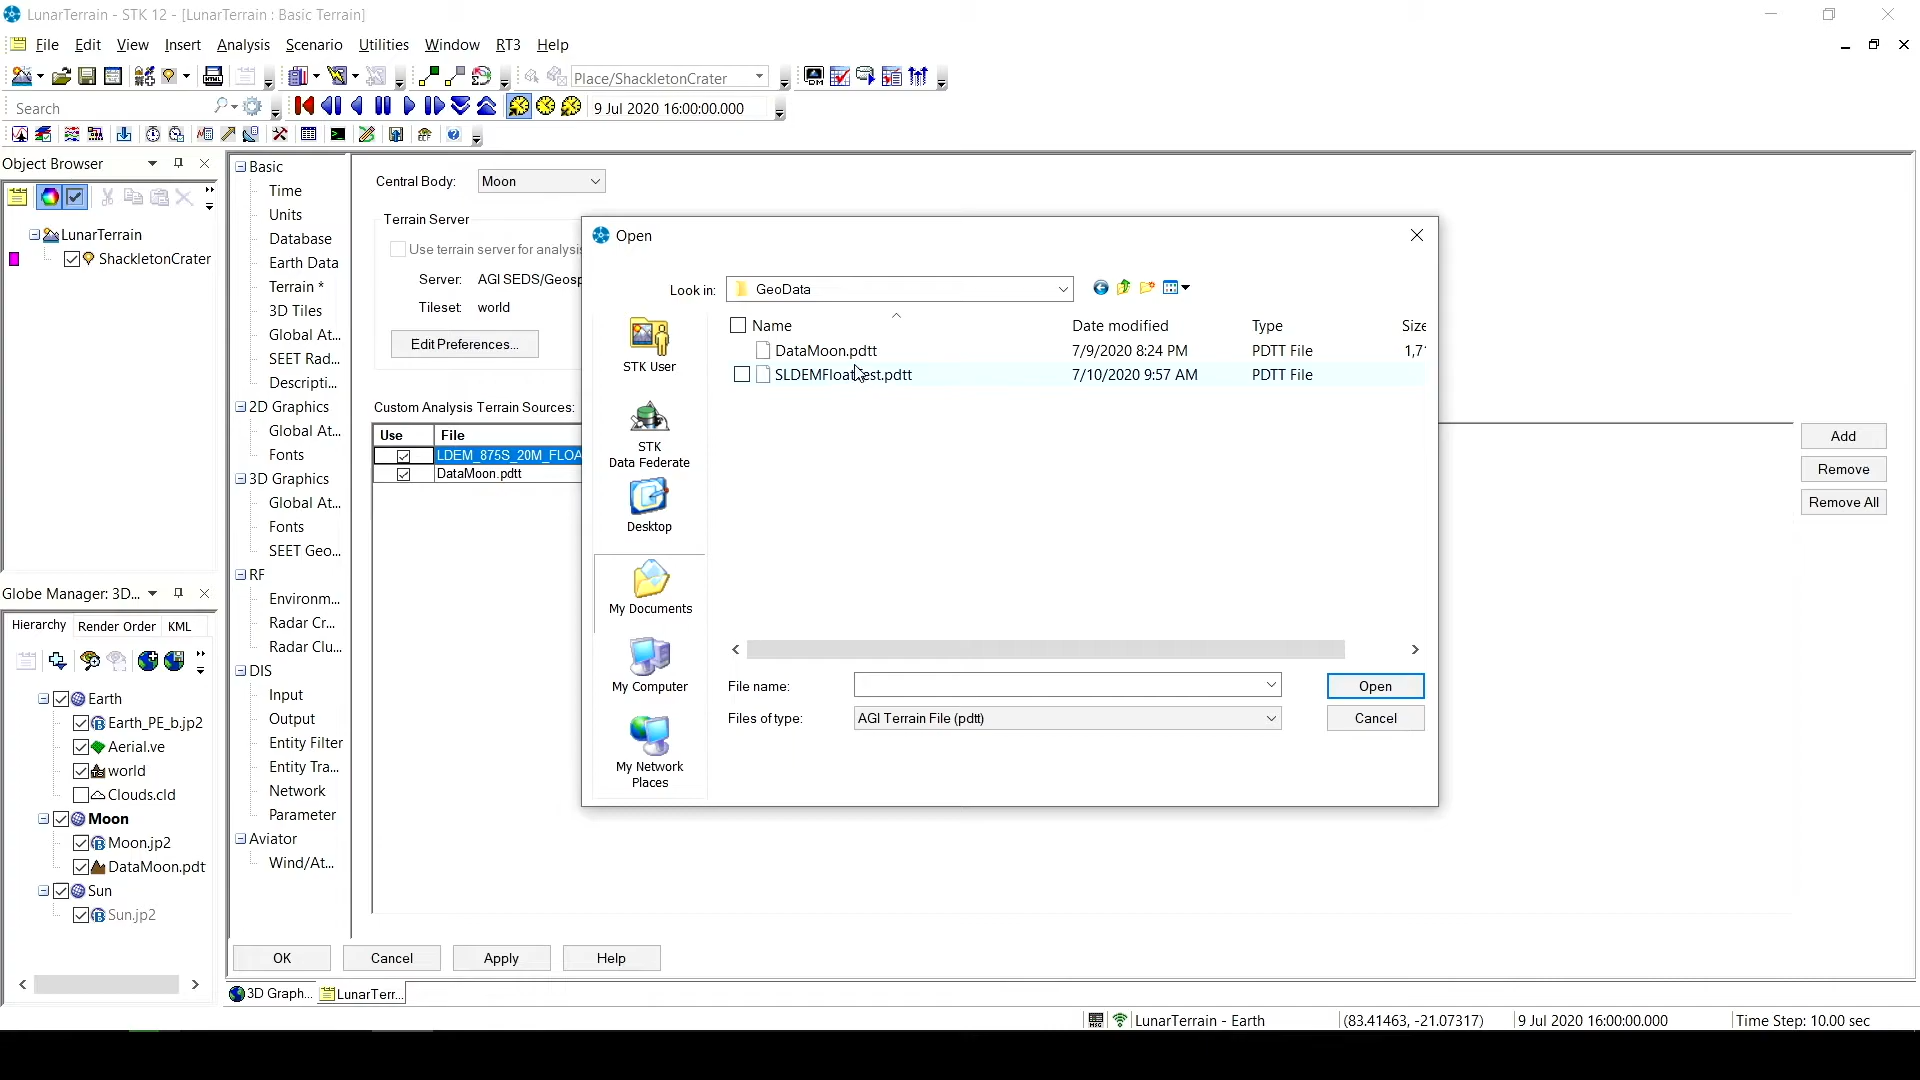 LunarTerrain - STK 12 - [LunarTerrain : Basic Terrain]
File Edit View Insert Analysis Scenario Utilities Window RT3 Help
Place/ShackletonCrater
Search
9 Jul 2020 16:00:00.000
Object Browser
LunarTerrain
ShackletonCrater
Globe Manager: 3D...
Hierarchy Render Order KML
Earth
Earth_PE_b.jp2
Aerial.ve
world
Clouds.cld
Moon
Moon.jp2
DataMoon.pdt
Sun
Sun.jp2
Basic
Time
Units
Database
Earth Data
Terrain *
3D Tiles
Global At...
SEET Rad...
Descripti...
2D Graphics
Global At...
Fonts
3D Graphics
Global At...
Fonts
SEET Geo...
RF
Environm...
Radar Cr...
Radar Clu...
DIS
Input
Output
Entity Filter
Entity Tra...
Network
Parameter
Aviator
Wind/At...
Central Body: Moon
Terrain Server
Use terrain server for analysis
Server: AGI SEDS/Geosp
Tileset: world
Edit Preferences...
Custom Analysis Terrain Sources:
Use File
LDEM_875S_20M_FLOA
DataMoon.pdtt
Add
Remove
Remove All
Open
Look in: GeoData
Name Date modified Type Size
DataMoon.pdtt 7/9/2020 8:24 PM PDTT File 1,7
SLDEMFloatTest.pdtt 7/10/2020 9:57 AM PDTT File
STK User
STK
Data Federate
Desktop
My Documents
My Computer
My Network
Places
File name: Open
Files of type: AGI Terrain File (pdtt) Cancel
OK Cancel Apply Help
3D Graph... LunarTerr...
LunarTerrain - Earth (83.41463, -21.07317) 9 Jul 2020 16:00:00.000 Time Step: 10.00 sec